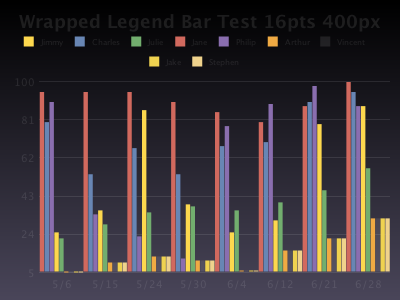 Wrapped Legend Bar Test 16pts 400px
Jimmy Charles Julie Jane Philip Arthur Vincent
Jake Stephen
100
81
62
43
24
5
5/6 5/15 5/24 5/30 6/4 6/12 6/21 6/28